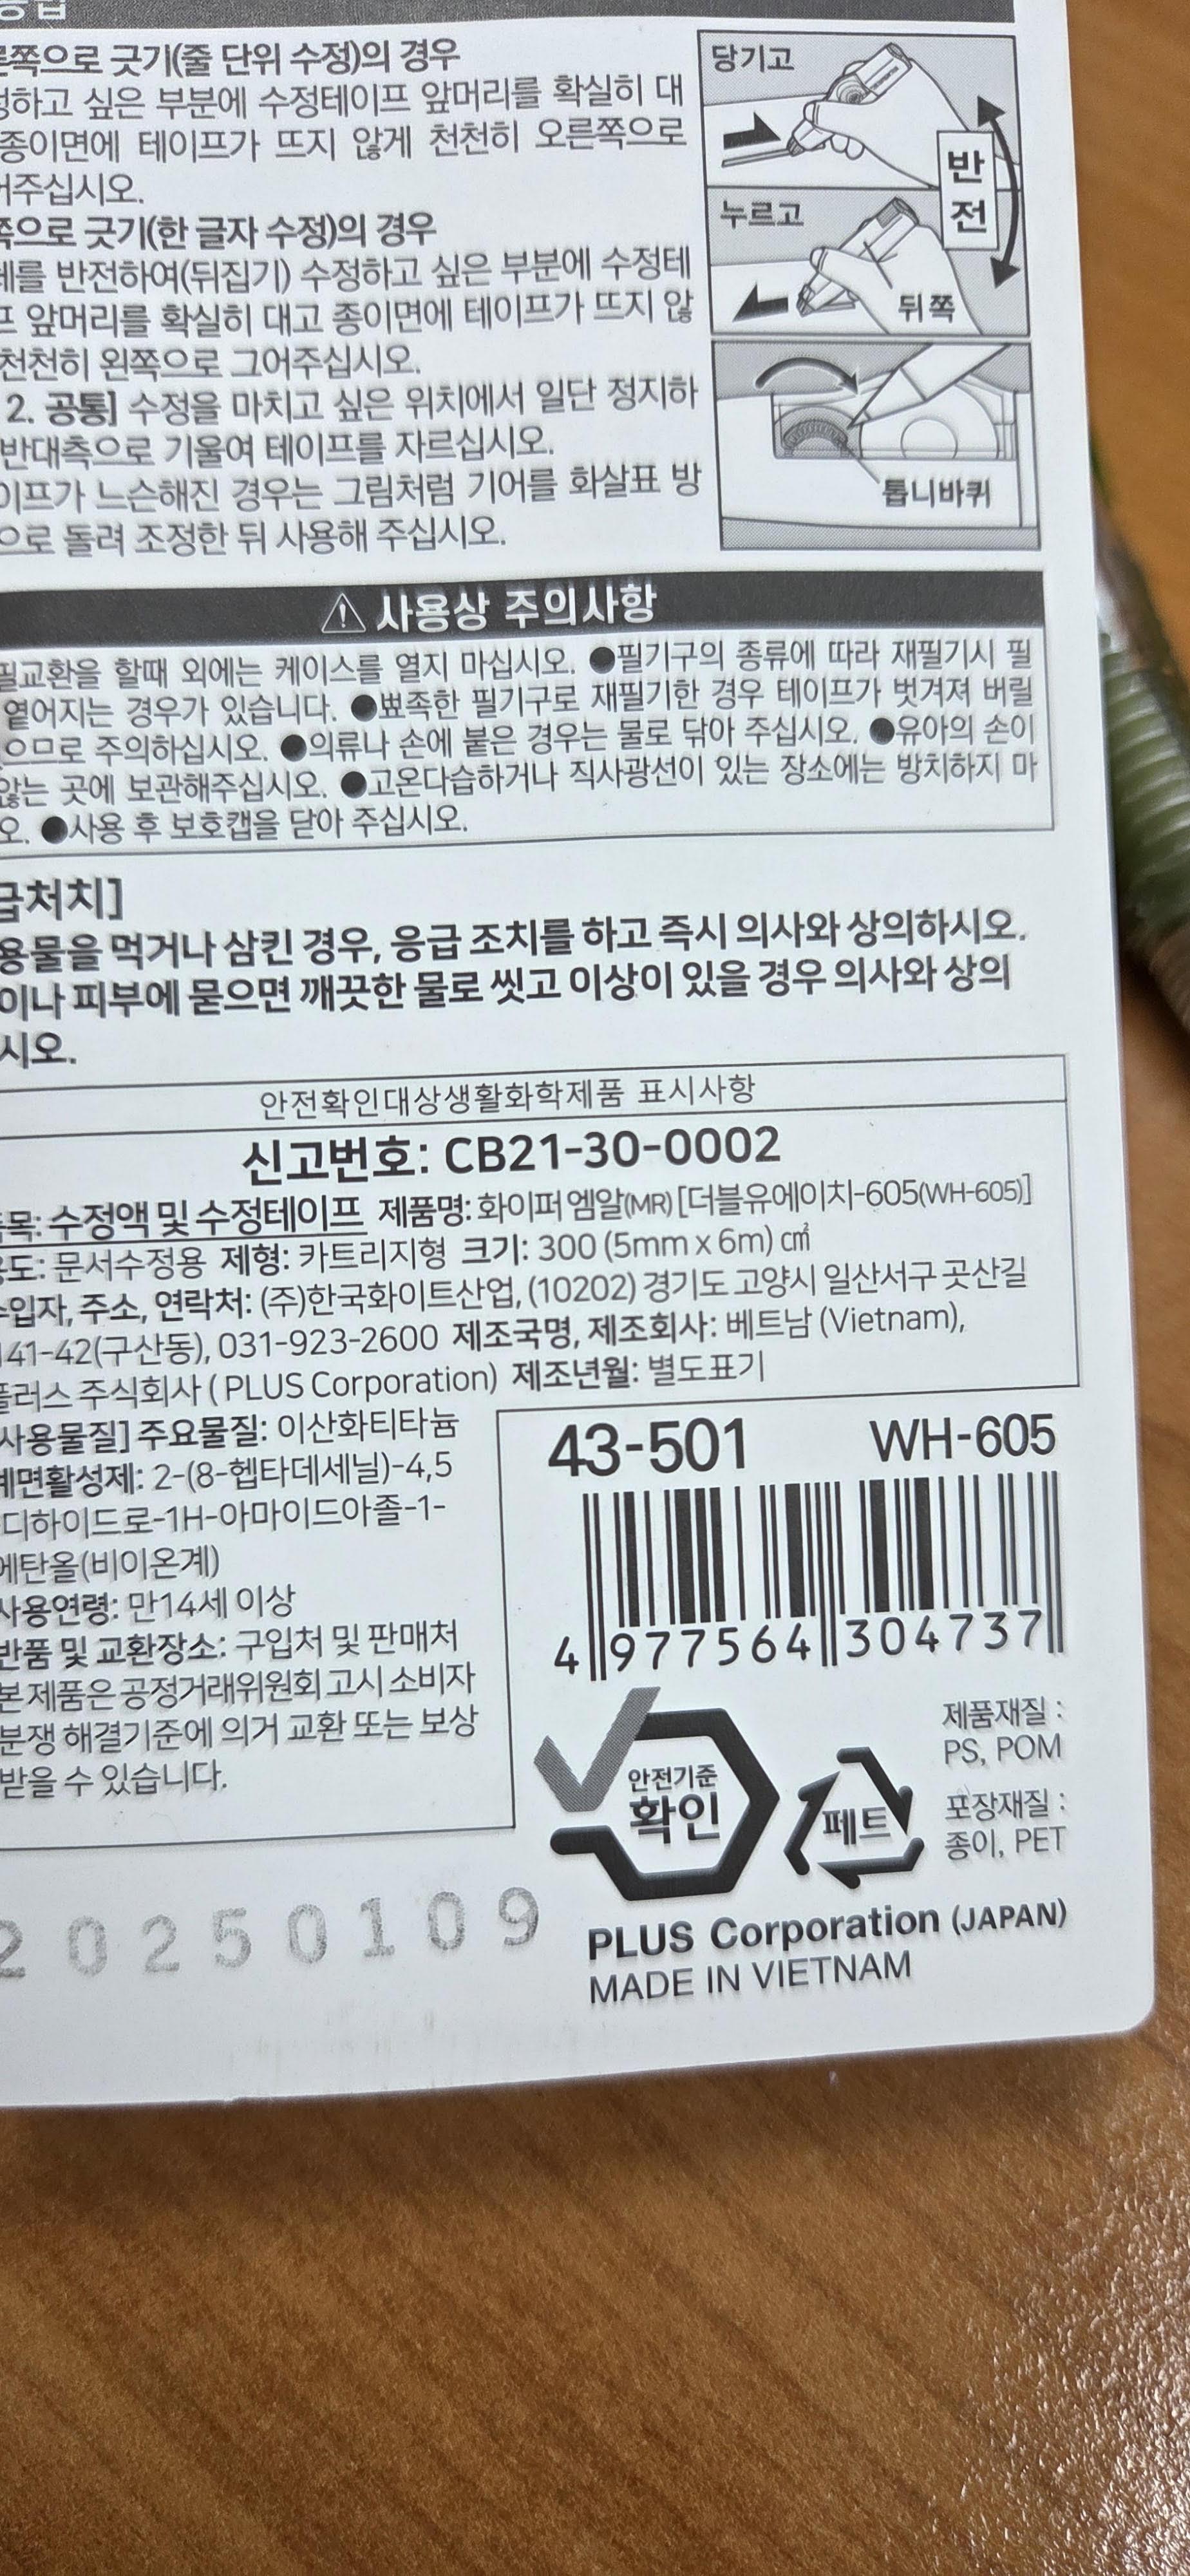 른쪽으로 긋기(줄 단위 수정)의 경우
정하고 싶은 부분에 수정테이프 앞머리를 확실히 대
종이면에 테이프가 뜨지 않게 천천히 오른쪽으로
어주십시오.
쪽으로 긋기(한 글자 수정)의 경우
체를 반전하여(뒤집기) 수정하고 싶은 부분에 수정테
프 앞머리를 확실히 대고 종이면에 테이프가 뜨지 않
천천히 왼쪽으로 그어주십시오.
2. 공통] 수정을 마치고 싶은 위치에서 일단 정지하
반대측으로 기울여 테이프를 자르십시오.
이프가 느슨해진 경우는 그림처럼 기어를 화살표 방
으로 돌려 조정한 뒤 사용해 주십시오.
당기고
반전
누르고
뒤쪽
톱니바퀴
⚠ 사용상 주의사항
필교환을 할때 외에는 케이스를 열지 마십시오. ●필기구의 종류에 따라 재필기시 필
옅어지는 경우가 있습니다. ●뾰족한 필기구로 재필기한 경우 테이프가 벗겨져 버릴
으므로 주의하십시오. ●의류나 손에 붙은 경우는 물로 닦아 주십시오. ●유아의 손이
않는 곳에 보관해주십시오. ●고온다습하거나 직사광선이 있는 장소에는 방치하지 마
오. ●사용 후 보호캡을 닫아 주십시오.
급처치]
용물을 먹거나 삼킨 경우, 응급 조치를 하고 즉시 의사와 상의하시오.
이나 피부에 묻으면 깨끗한 물로 씻고 이상이 있을 경우 의사와 상의
시오.
안전확인대상생활화학제품 표시사항
신고번호: CB21-30-0002
품목: 수정액 및 수정테이프 제품명: 화이퍼 엠알(MR) [더블유에이치-605(WH-605)]
용도: 문서수정용 제형: 카트리지형 크기: 300 (5mm x 6m) ㎠
수입자, 주소, 연락처: (주)한국화이트산업, (10202) 경기도 고양시 일산서구 곳산길
141-42(구산동), 031-923-2600 제조국명, 제조회사: 베트남 (Vietnam),
플러스 주식회사 ( PLUS Corporation) 제조년월: 별도표기
사용물질] 주요물질: 이산화티타늄
계면활성제: 2-(8-헵타데세닐)-4,5
디하이드로-1H-아마이드아졸-1-
에탄올(비이온계)
사용연령: 만14세 이상
반품 및 교환장소: 구입처 및 판매처
본 제품은 공정거래위원회 고시 소비자
분쟁 해결기준에 의거 교환 또는 보상
받을 수 있습니다.
43-501 WH-605
4 977564 304737
안전기준
확인
페트
제품재질 :
PS, POM
포장재질 :
종이, PET
20250109
PLUS Corporation (JAPAN)
MADE IN VIETNAM